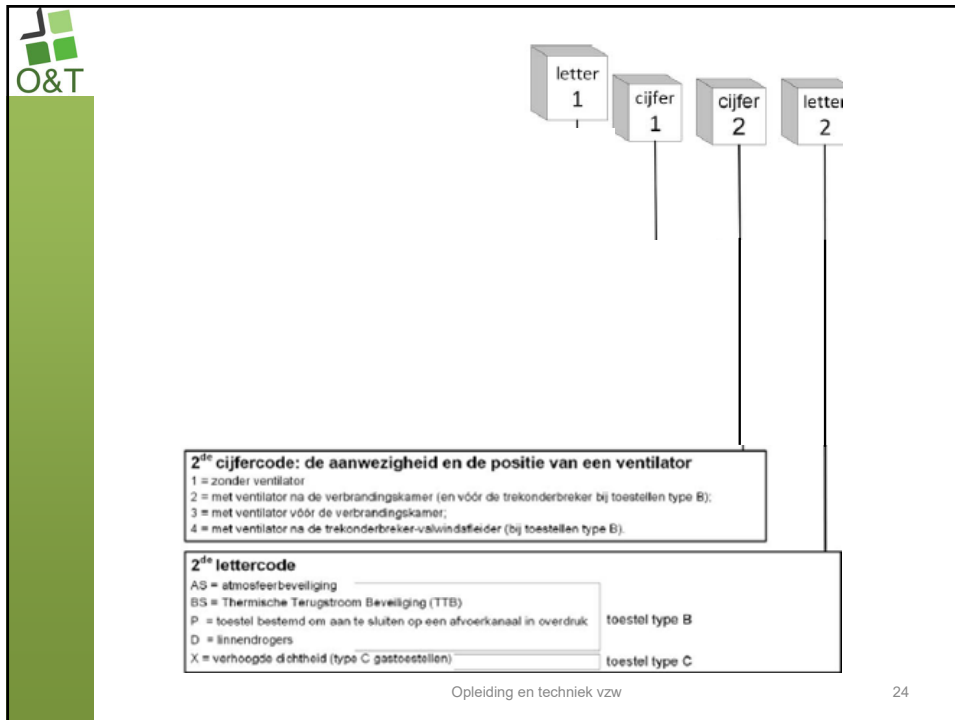 O&T
letter
1
cijfer
1
cijfer
2
letter
2
2de cijfercode: de aanwezigheid en de positie van een ventilator
1 = zonder ventilator
2 = met ventilator na de verbrandingskamer (en vóór de trekonderbreker bij toestellen type B);
3 = met ventilator vóór de verbrandingskamer;
4 = met ventilator na de trekonderbreker-valwindafleider (bij toestellen type B).
2de lettercode
AS = atmosfeerbeveiliging
BS = Thermische Terugstroom Beveiliging (TTB)
P = toestel bestemd om aan te sluiten op een afvoerkanaal in overdruk
toestel type B
D = linnendrogers
X = verhoogde dichtheid (type C gastoestellen)
toestel type C
Opleiding en techniek vzw
24